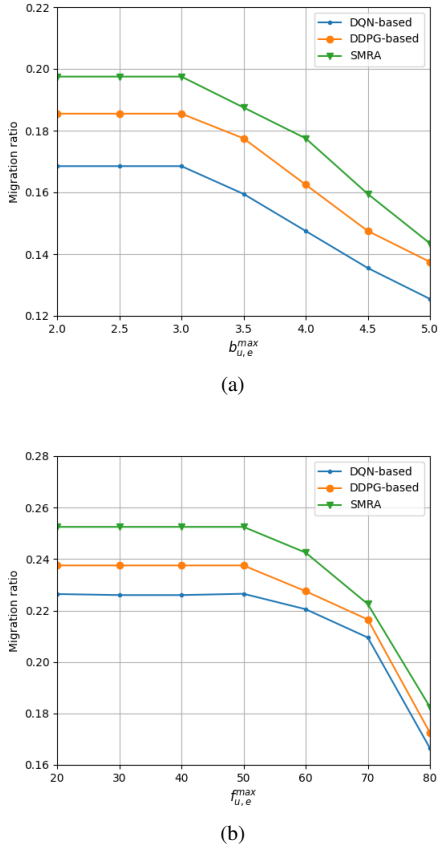 0.22
0.20
0.18
0.16
0.14
0.12
Migration ratio
DQN-based
DDPG-based
SMRA
2.0 2.5 3.0 3.5 4.0 4.5 5.0
b_{u,e}^{max}
(a)
0.28
0.26
0.24
0.22
0.20
0.18
0.16
Migration ratio
DQN-based
DDPG-based
SMRA
20 30 40 50 60 70 80
f_{u,e}^{max}
(b)